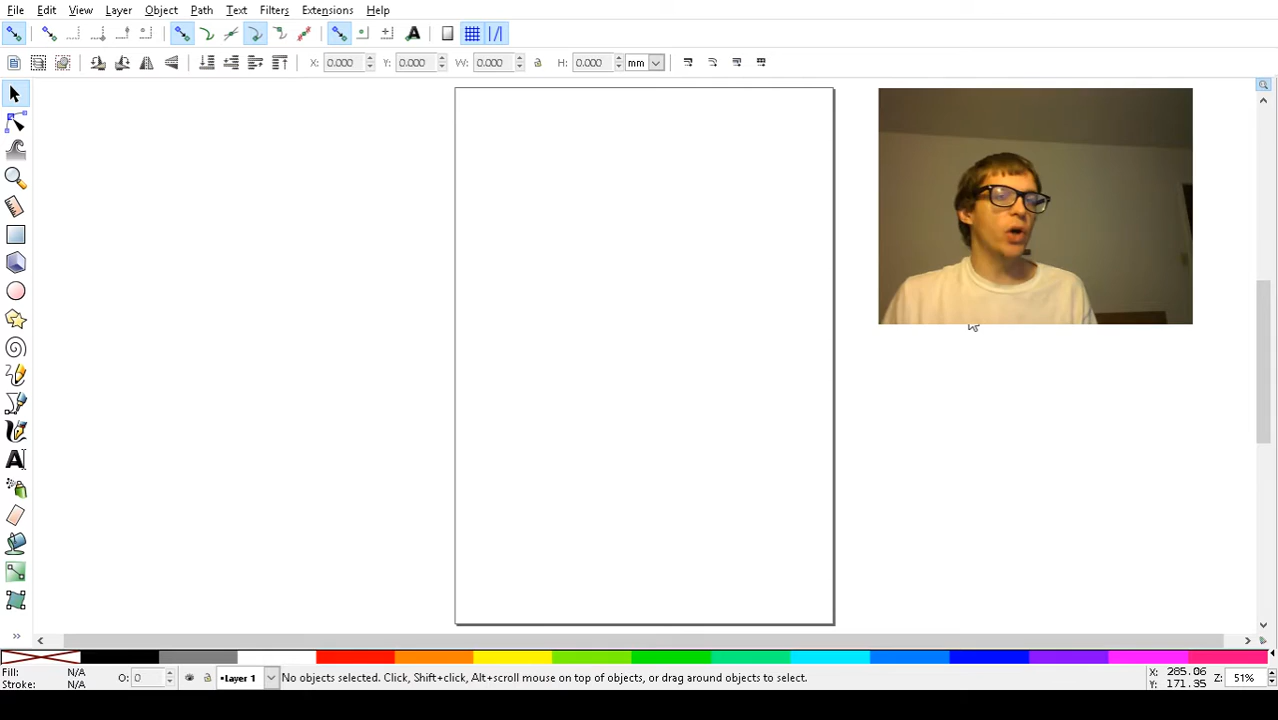 File Edit View Layer Object Path Text Filters Extensions Help
X: 0.000 Y: 0.000 W: 0.000 H: 0.000 mm
Fill: N/A
Stroke: N/A
O: 0
•Layer 1
No objects selected. Click, Shift+click, Alt+scroll mouse on top of objects, or drag around objects to select.
X: 285.06
Y: 171.35
Z: 51%